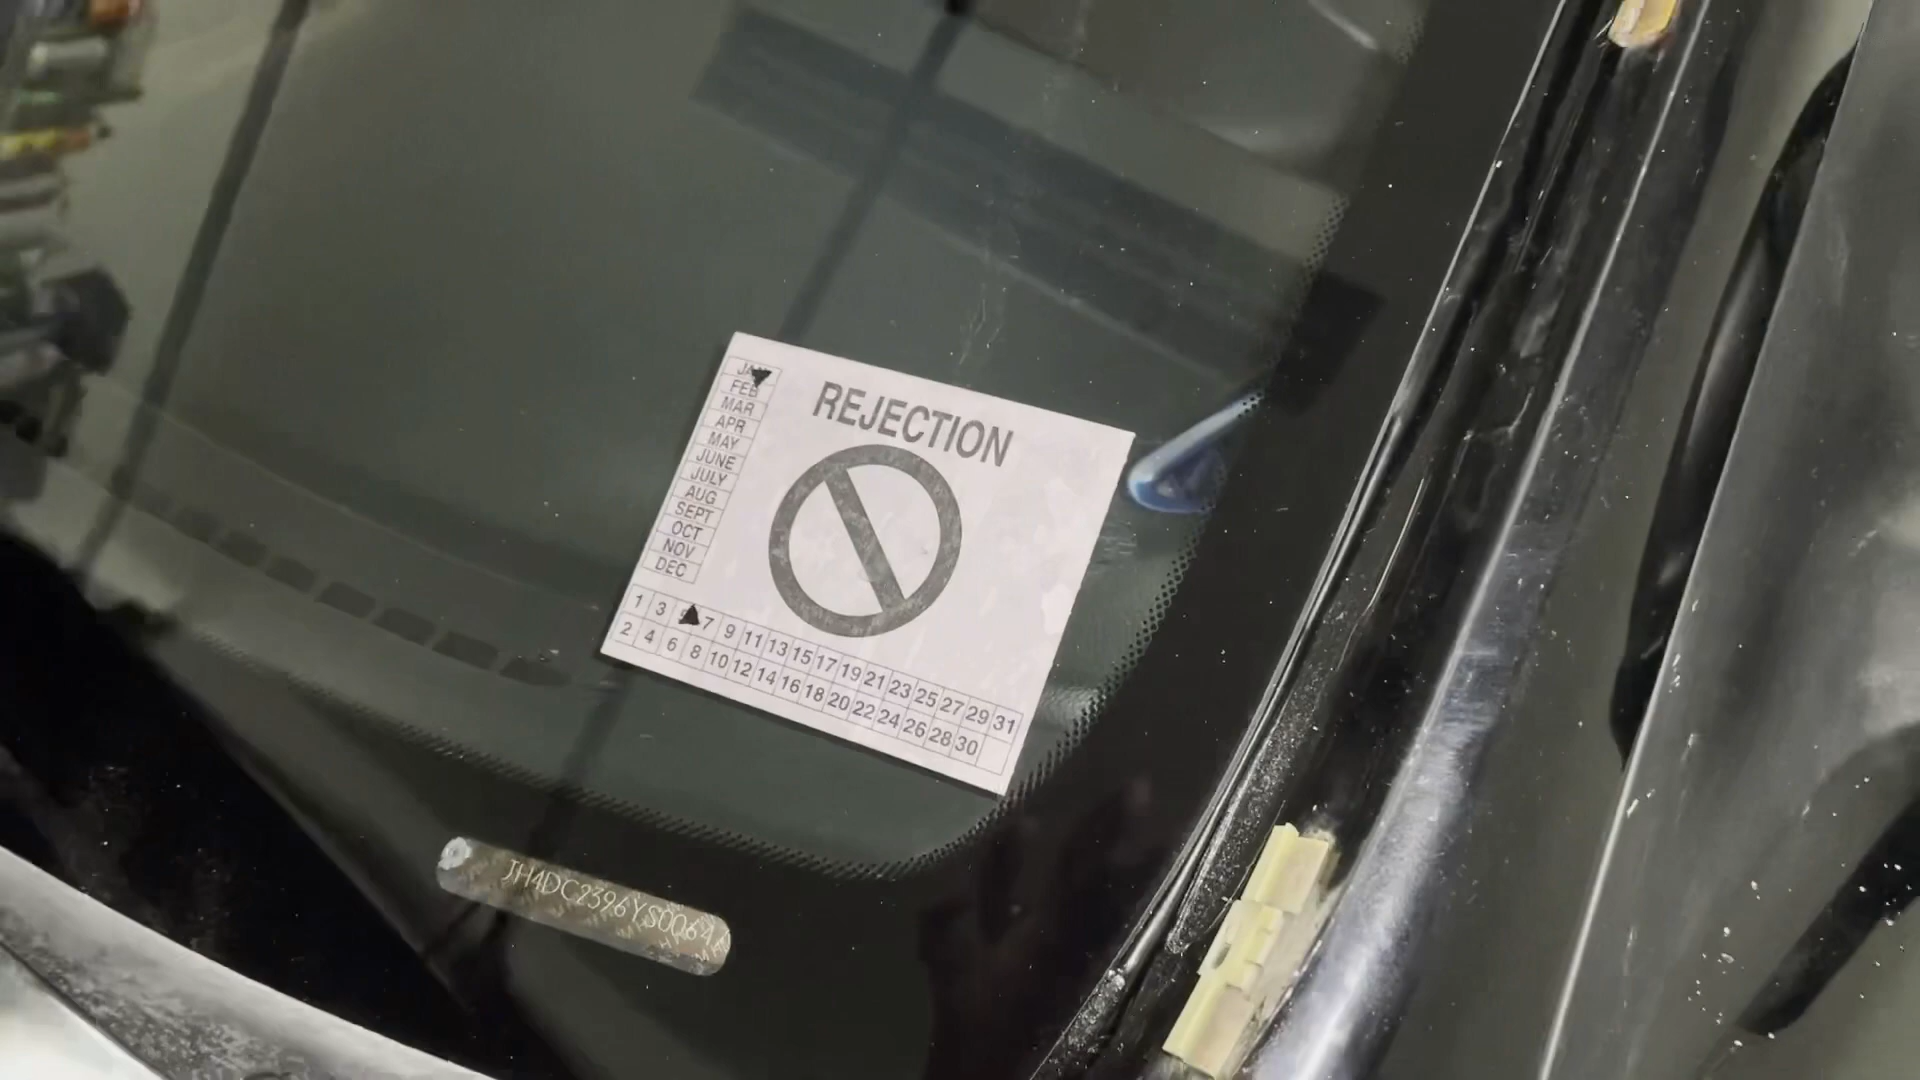 REJECTION
FEB
MAR
APR
MAY
JUNE
JULY
AUG
SEPT
OCT
NOV
DEC
1 3 7 9 11 13 15 17 19 21 23 25 27 29 31
2 4 6 8 10 12 14 16 18 20 22 24 26 28 30